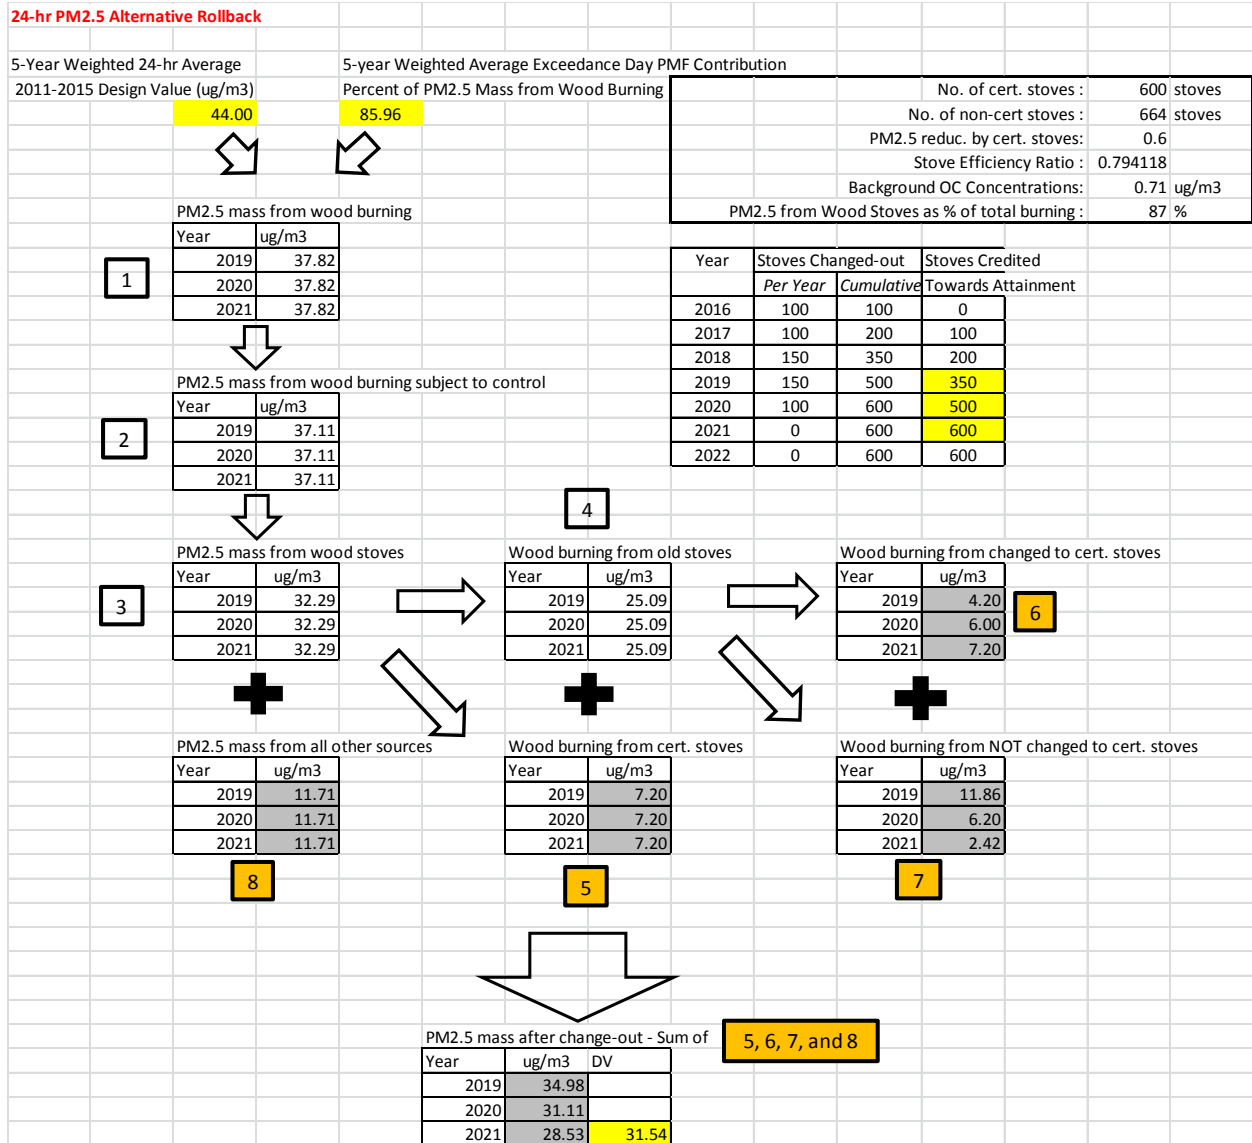 24-hr PM2.5 Alternative Rollback
5-Year Weighted 24-hr Average
2011-2015 Design Value (ug/m3)
44.00
5-year Weighted Average Exceedance Day PMF Contribution
Percent of PM2.5 Mass from Wood Burning
85.96
No. of cert. stoves : 600 stoves
No. of non-cert stoves : 664 stoves
PM2.5 reduc. by cert. stoves: 0.6
Stove Efficiency Ratio : 0.794118
Background OC Concentrations: 0.71 ug/m3
PM2.5 from Wood Stoves as % of total burning : 87 %
PM2.5 mass from wood burning
Year ug/m3
1
2019 37.82
2020 37.82
2021 37.82
Year Stoves Changed-out Stoves Credited
Per Year Cumulative Towards Attainment
2016 100 100 0
2017 100 200 100
2018 150 350 200
2019 150 500 350
2020 100 600 500
2021 0 600 600
2022 0 600 600
PM2.5 mass from wood burning subject to control
Year ug/m3
2
2019 37.11
2020 37.11
2021 37.11
PM2.5 mass from wood stoves
Year ug/m3
3
2019 32.29
2020 32.29
2021 32.29
4
Wood burning from old stoves
Year ug/m3
2019 25.09
2020 25.09
2021 25.09
Wood burning from changed to cert. stoves
Year ug/m3
2019 4.20
2020 6.00
2021 7.20
6
PM2.5 mass from all other sources
Year ug/m3
2019 11.71
2020 11.71
2021 11.71
8
Wood burning from cert. stoves
Year ug/m3
2019 7.20
2020 7.20
2021 7.20
5
Wood burning from NOT changed to cert. stoves
Year ug/m3
2019 11.86
2020 6.20
2021 2.42
7
PM2.5 mass after change-out - Sum of
5, 6, 7, and 8
Year ug/m3 DV
2019 34.98
2020 31.11
2021 28.53 31.54